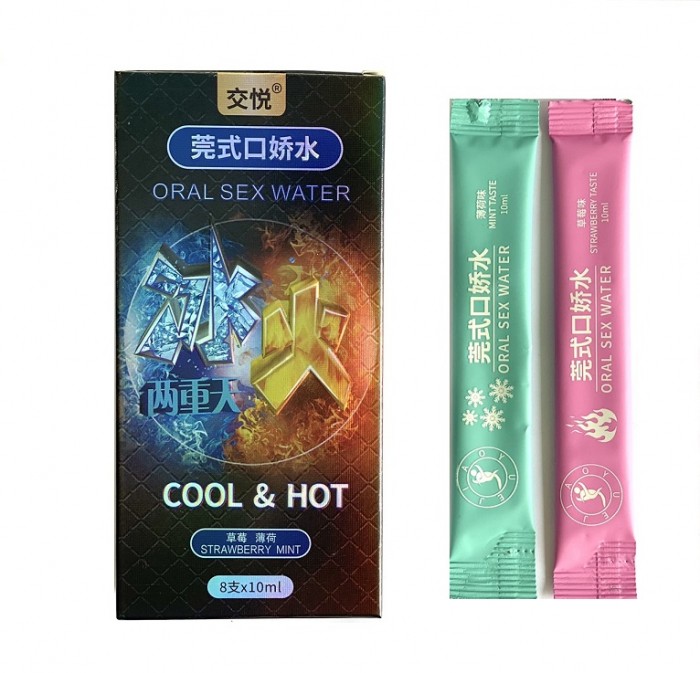 交悦®
莞式口娇水
ORAL SEX WATER
冰火
两重天
COOL & HOT
草莓 薄荷
STRAWBERRY MINT
8支x10ml
莞式口娇水
ORAL SEX WATER
薄荷味
MINT TASTE
10ml
JIAOYUE
莞式口娇水
ORAL SEX WATER
草莓味
STRAWBERRY TASTE
10ml
JIAOYUE